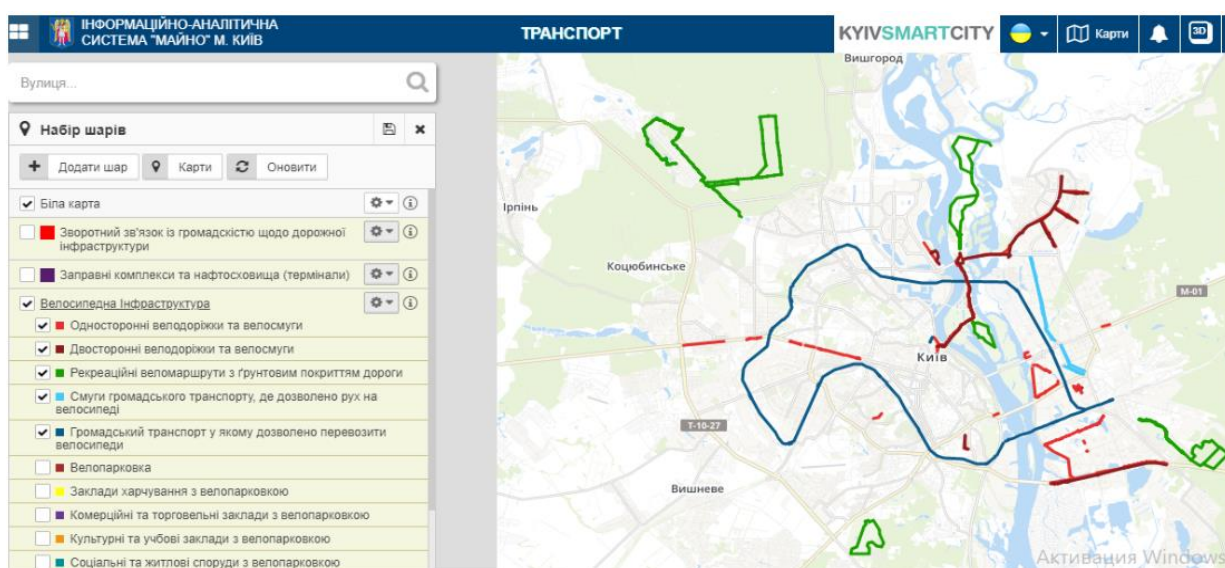 ІНФОРМАЦІЙНО-АНАЛІТИЧНА
СИСТЕМА "МАЙНО" М. КИЇВ
ТРАНСПОРТ
KYIVSMARTCITY
Карти
3D
Вулиця...
Набір шарів
Додати шар
Карти
Оновити
Біла карта
Зворотний зв'язок із громадскістю щодо дорожної
інфраструктури
Заправні комплекси та нафтосховища (термінали)
Велосипедна Інфраструктура
Односторонні велодоріжки та велосмуги
Двосторонні велодоріжки та велосмуги
Рекреаційні веломаршрути з ґрунтовим покриттям дороги
Смуги громадського транспорту, де дозволено рух на
велосипеді
Громадський транспорт у якому дозволено перевозити
велосипеди
Велопарковка
Заклади харчування з велопарковкою
Комерційні та торговельні заклади з велопарковкою
Культурні та учбові заклади з велопарковкою
Соціальні та житлові споруди з велопарковкою
Вишгород
Ірпінь
Коцюбинське
М-01
Київ
Т-10-27
Вишневе
Активация Windows